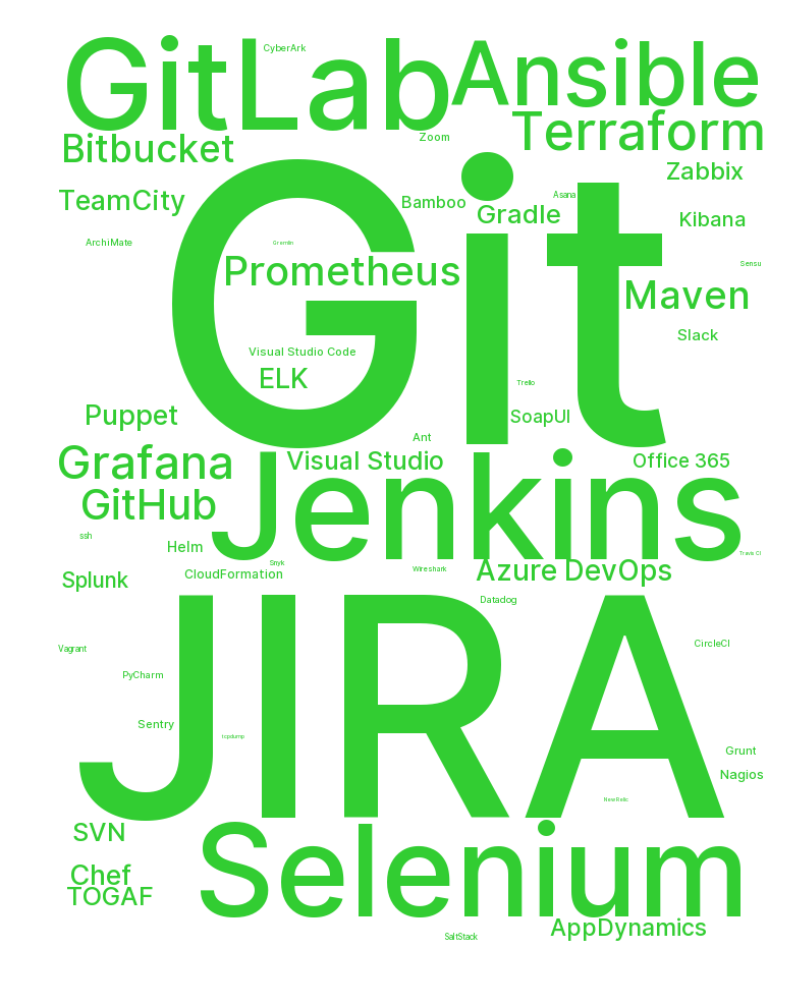 GitLab
CyberArk
Ansible
Terraform
Bitbucket
Zoom
Zabbix
TeamCity
Bamboo
Asana
Gradle
Kibana
ArchiMate
Gremlin
Git
Sensu
Prometheus
Maven
Slack
Visual Studio Code
ELK
Trello
Puppet
SoapUI
Ant
Grafana
Visual Studio
Office 365
GitHub
Jenkins
ssh
Helm
Travis CI
Snyk
Wireshark
CloudFormation
Azure DevOps
Splunk
Datadog
CircleCI
Vagrant
PyCharm
JIRA
Sentry
tcpdump
Grunt
Nagios
New Relic
SVN
Selenium
Chef
TOGAF
AppDynamics
SaltStack